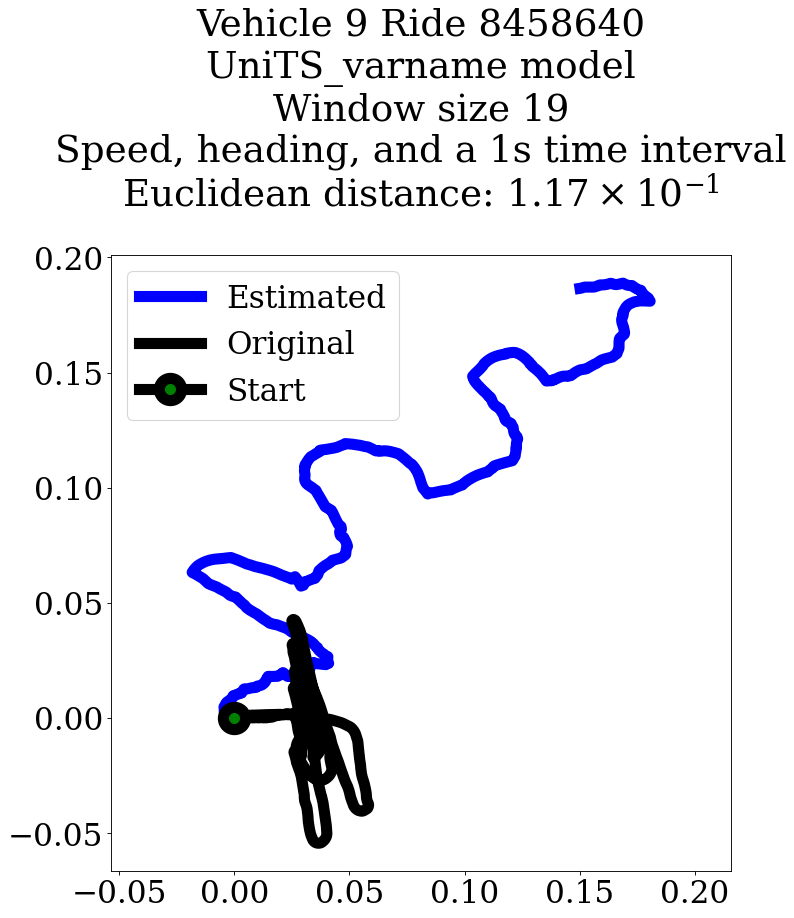 Vehicle 9 Ride 8458640
UniTS_varname model
Window size 19
Speed, heading, and a 1s time interval
Euclidean distance: 1.17 × 10⁻¹
Estimated
Original
Start
0.20
0.15
0.10
0.05
0.00
−0.05
−0.05 0.00 0.05 0.10 0.15 0.20